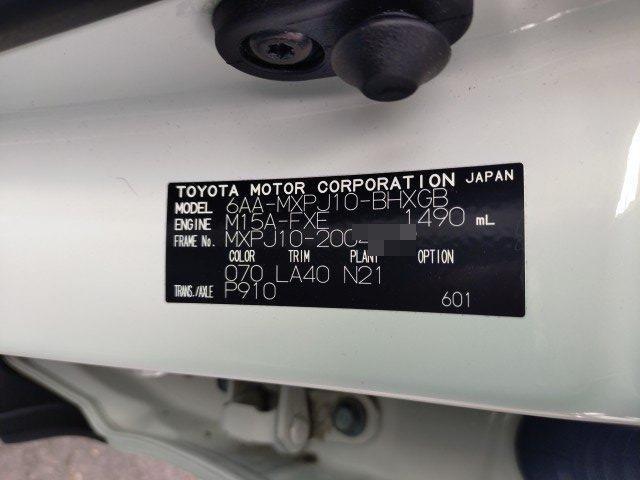 TOYOTA MOTOR CORPORATION JAPAN
MODEL 6AA-MXPJ10-BHXGB
ENGINE M15A-FXE 1490 mL
FRAME No. MXPJ10-200
COLOR TRIM PLANT OPTION
070 LA40 N21
TRANS./AXLE P910 601